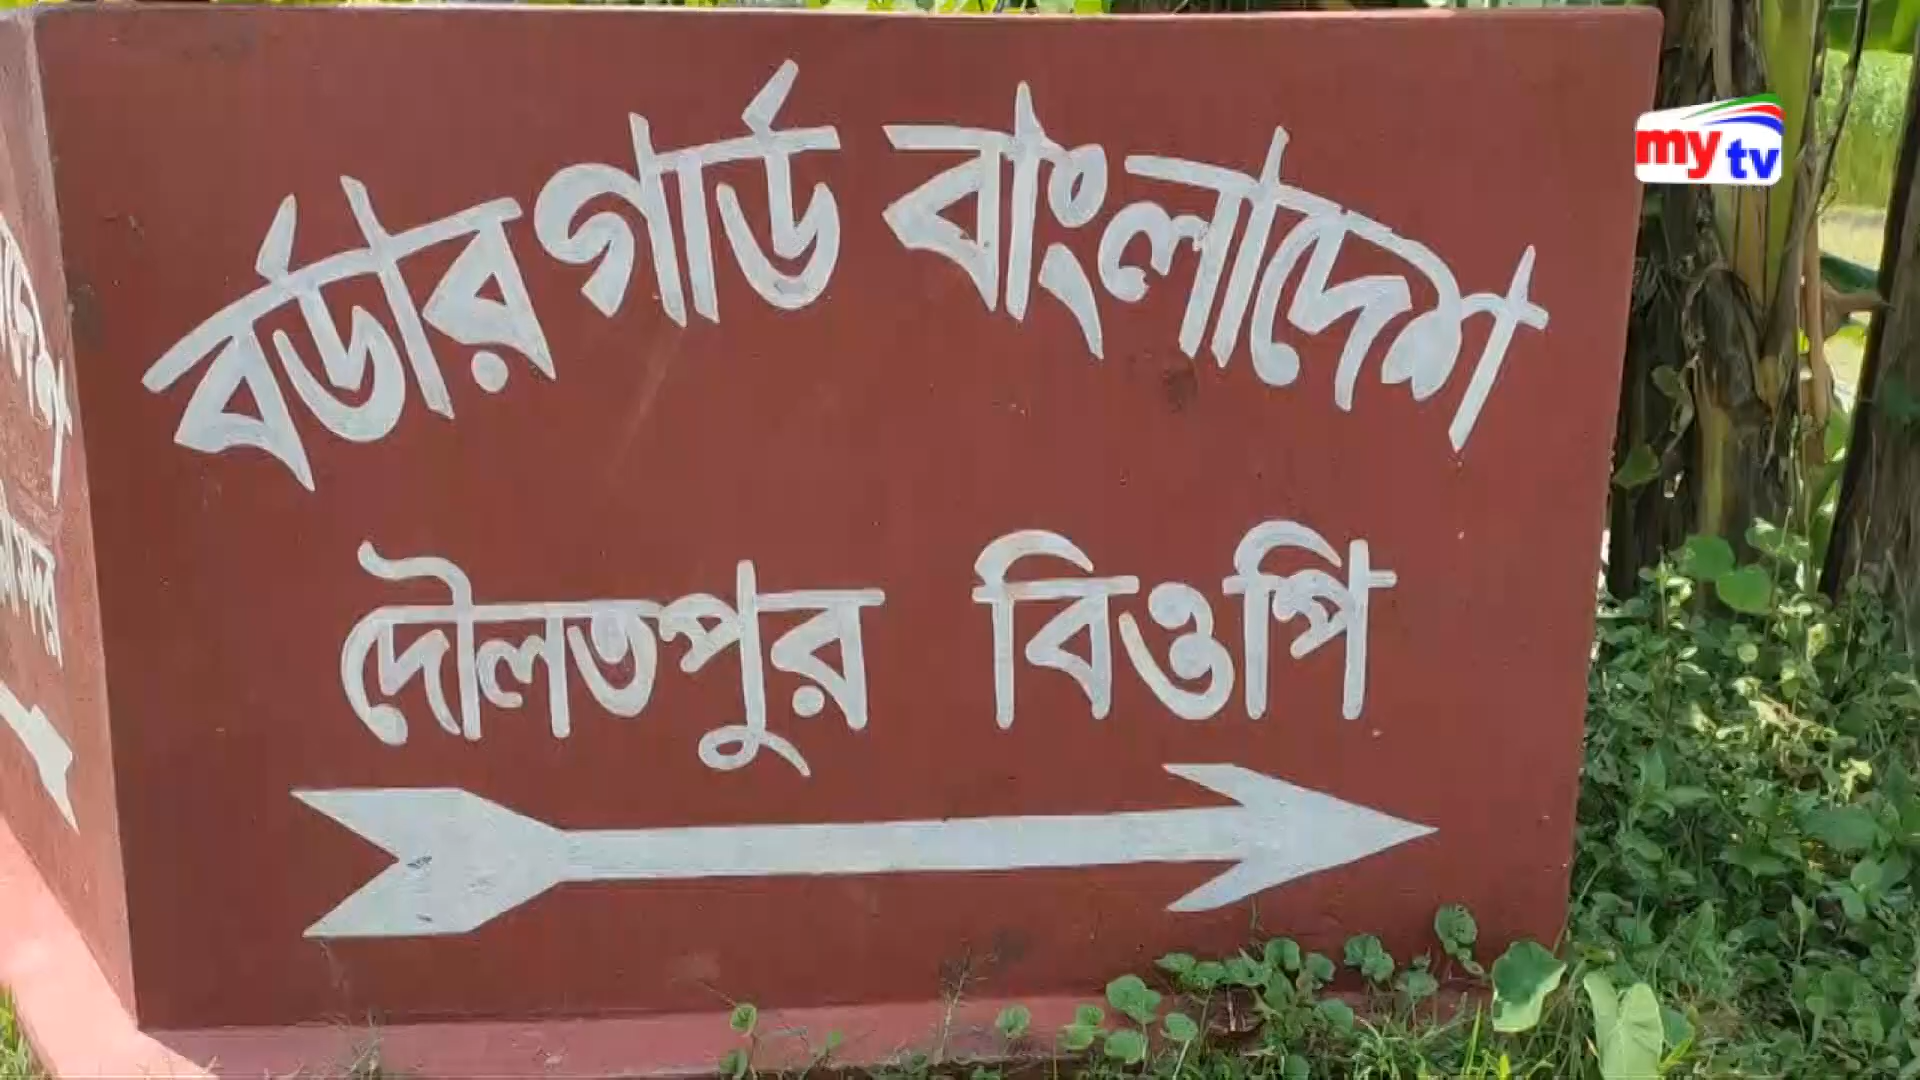 বর্ডার গার্ড বাংলাদেশ
দৌলতপুর বিওপি
my tv